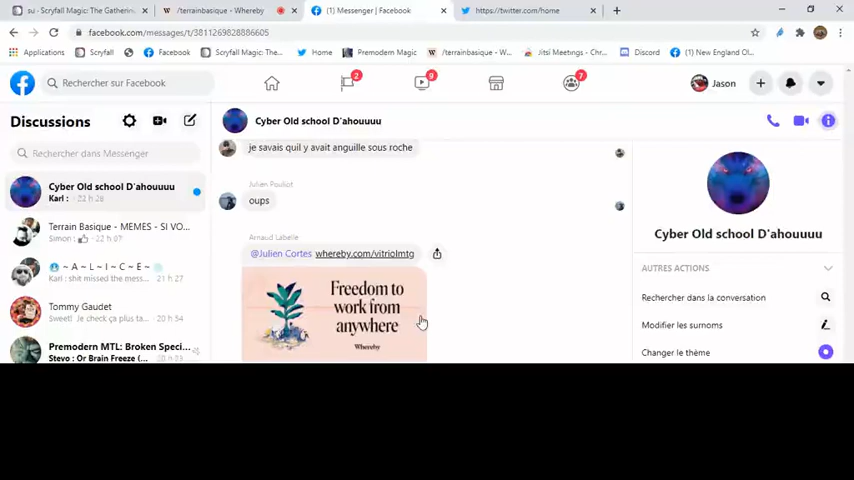 su - Scryfall Magic: The Gatherin
/terrainbasique - Whereby
(1) Messenger | Facebook
https://twitter.com/home
facebook.com/messages/t/3811269828886605
Applications
Scryfall
Facebook
Scryfall Magic: The...
Home
Premodern Magic
/terrainbasique - W...
Jitsi Meetings - Chr...
Discord
(1) New England Ol...
Rechercher sur Facebook
2
9
7
Jason
Discussions
Rechercher dans Messenger
Cyber Old school D'ahouuuu
Karl : · 22 h 26
Terrain Basique - MEMES - SI VO...
Simon : · 22 h 07
~ A ~ L ~ I ~ C ~ E ~
Karl : shit missed the mess... · 21 h 27
Tommy Gaudet
Sweet! Je check ça plus ta... · 20 h 54
Premodern MTL: Broken Speci...
Stevo : Or Brain Freeze (...
Cyber Old school D'ahouuuu
je savais quil y avait anguille sous roche
Julien Pouliot
oups
Arnaud Labelle
@Julien Cortes whereby.com/vitriolmtg
Freedom to
work from
anywhere
Whereby
Cyber Old school D'ahouuuu
AUTRES ACTIONS
Rechercher dans la conversation
Modifier les surnoms
Changer le thème